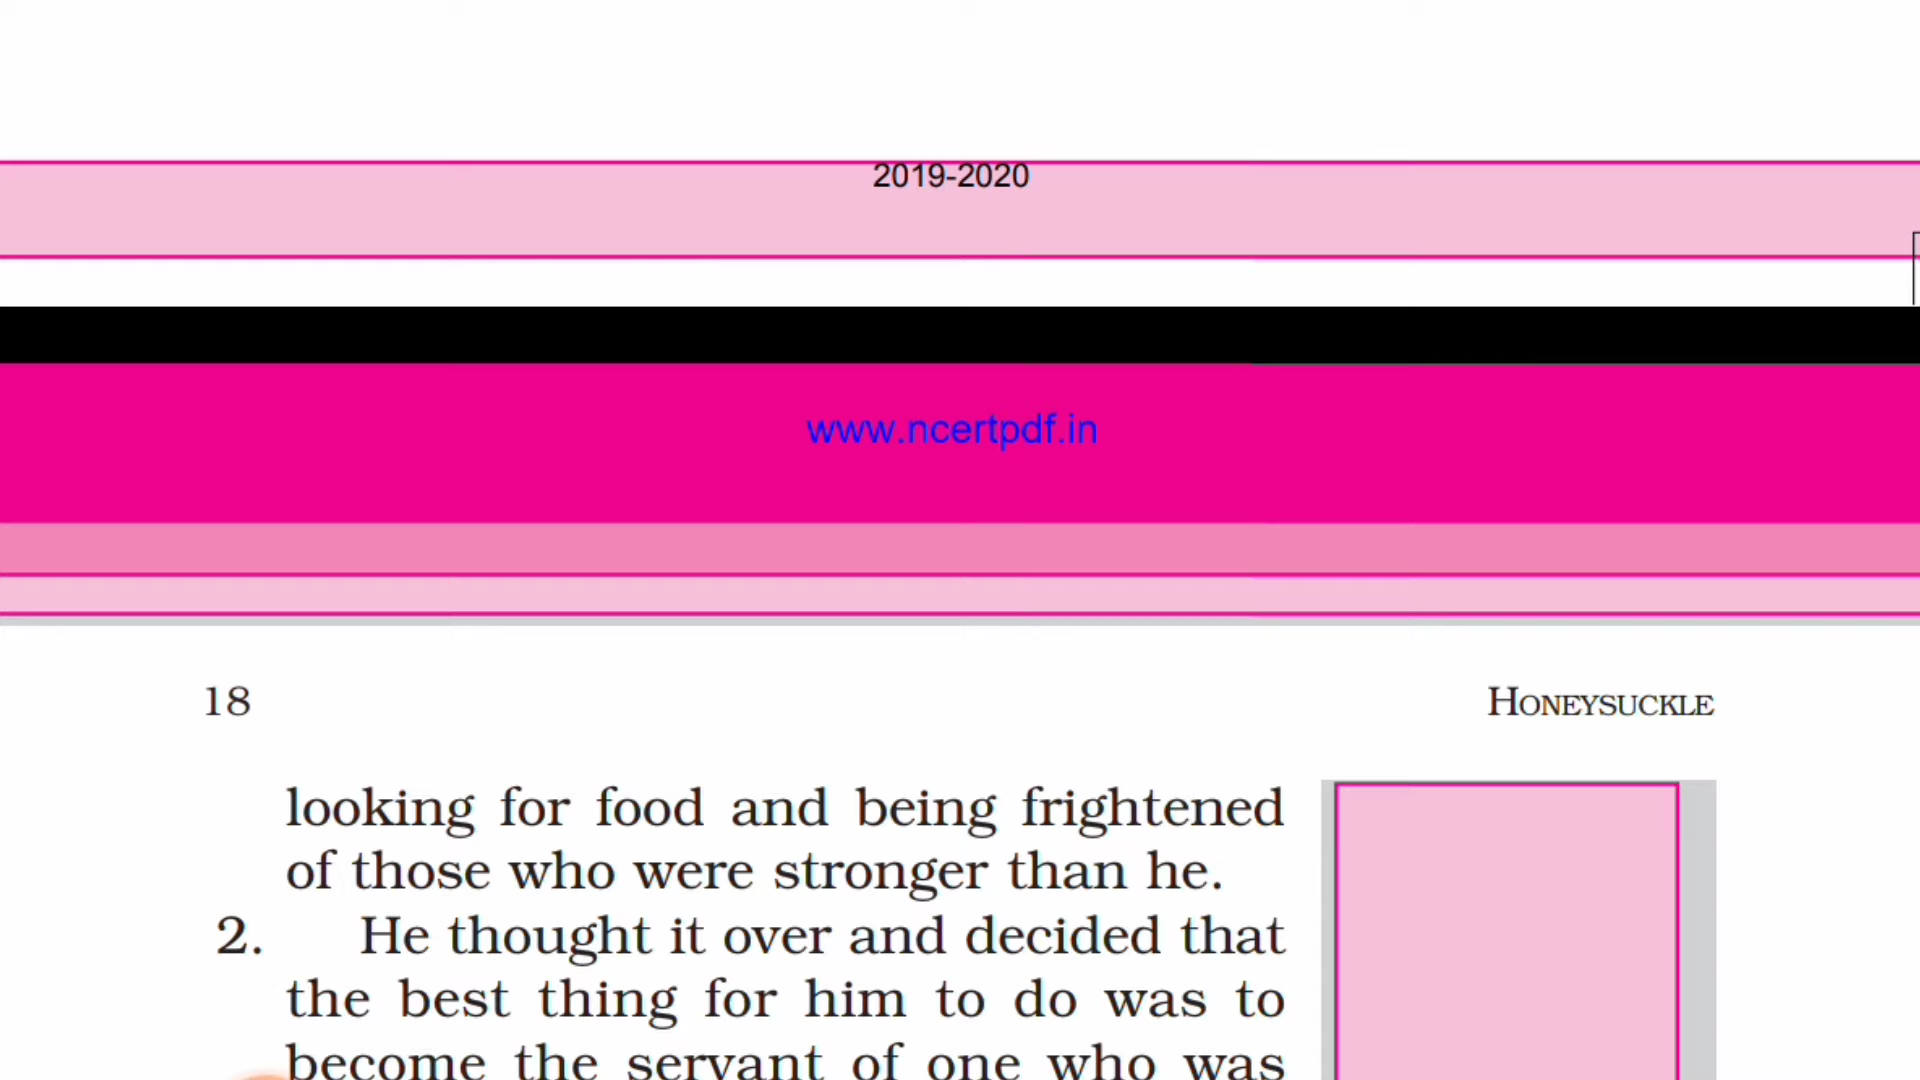 2019-2020
www.ncertpdf.in
18
HONEYSUCKLE
looking for food and being frightened
of those who were stronger than he.
2. He thought it over and decided that
the best thing for him to do was to
become the servant of one who was